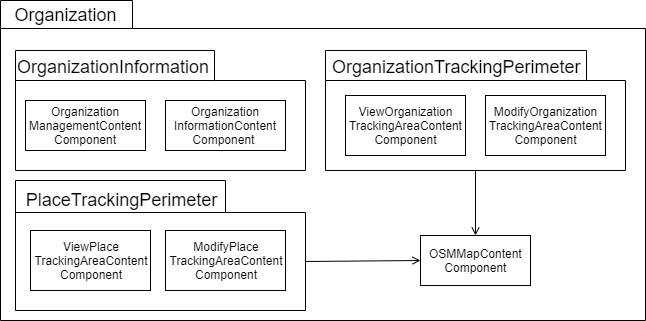 Organization
OrganizationInformation
Organization
ManagementContent
Component
Organization
InformationContent
Component
OrganizationTrackingPerimeter
ViewOrganization
TrackingAreaContent
Component
ModifyOrganization
TrackingAreaContent
Component
PlaceTrackingPerimeter
ViewPlace
TrackingAreaContent
Component
ModifyPlace
TrackingAreaContent
Component
OSMMapContent
Component